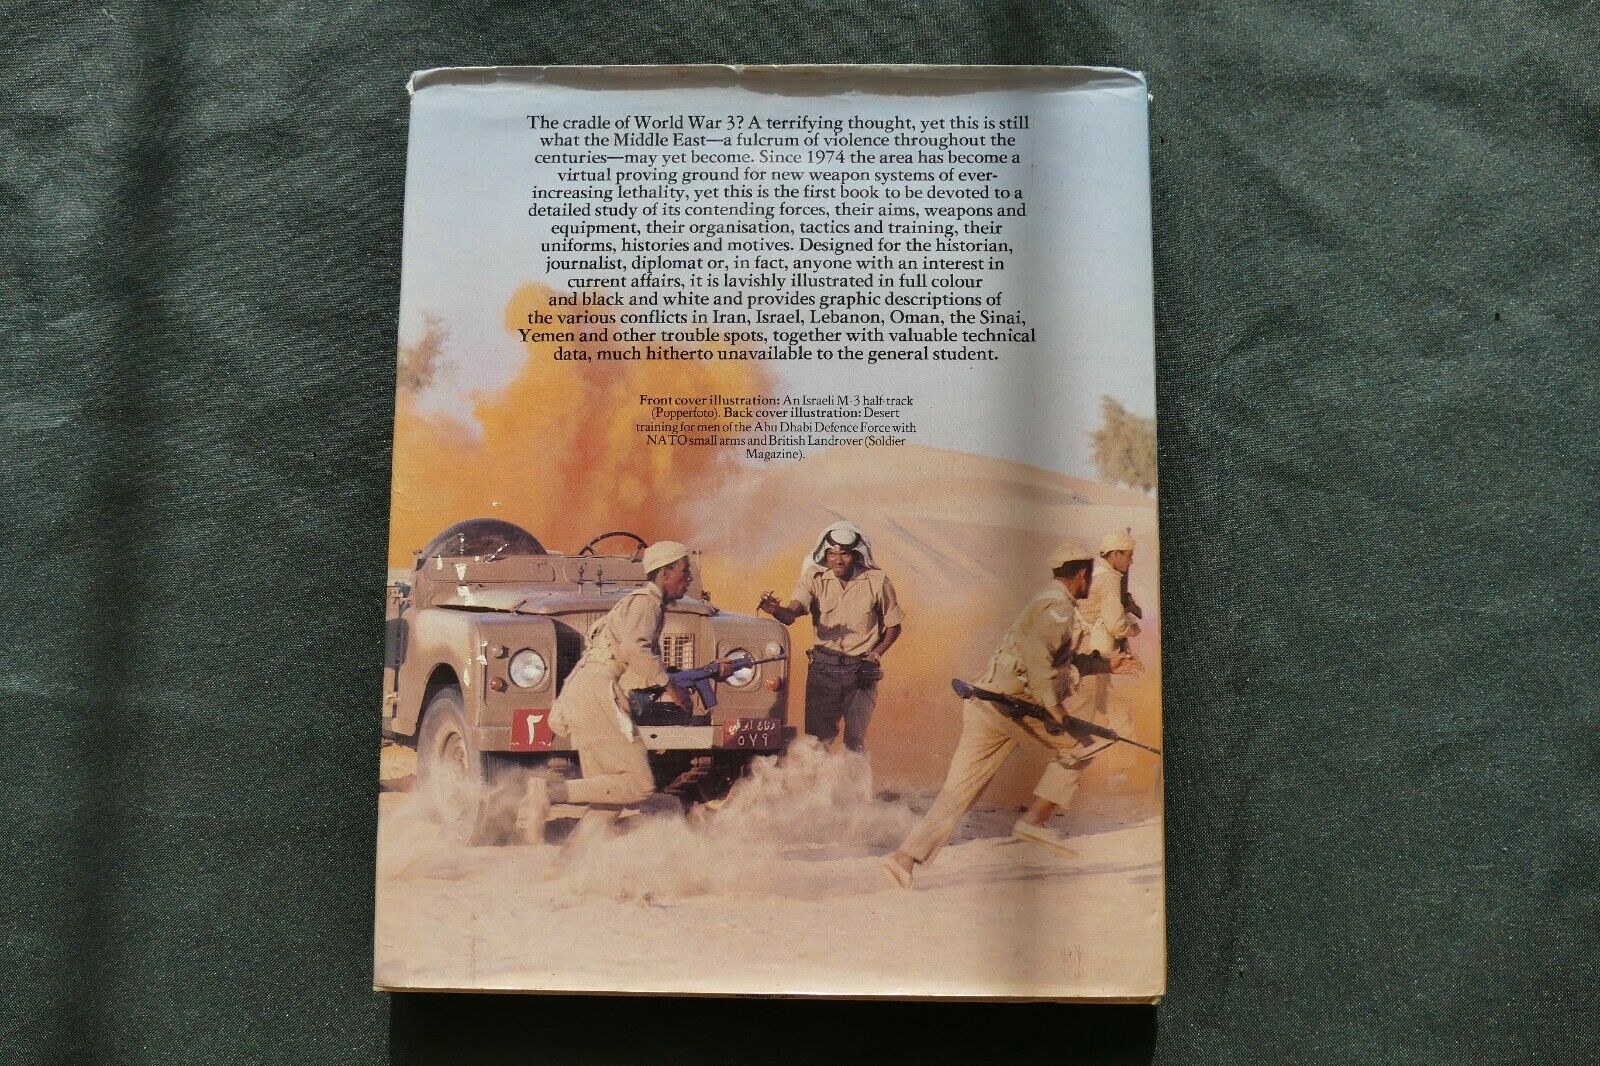 The cradle of World War 3? A terrifying thought, yet this is still
what the Middle East—a fulcrum of violence throughout the
centuries—may yet become. Since 1974 the area has become a
virtual proving ground for new weapon systems of ever-
increasing lethality, yet this is the first book to be devoted to a
detailed study of its contending forces, their aims, weapons and
equipment, their organisation, tactics and training, their
uniforms, histories and motives. Designed for the historian,
journalist, diplomat or, in fact, anyone with an interest in
current affairs, it is lavishly illustrated in full colour
and black and white and provides graphic descriptions of
the various conflicts in Iran, Israel, Lebanon, Oman, the Sinai,
Yemen and other trouble spots, together with valuable technical
data, much hitherto unavailable to the general student.
Front cover illustration: An Israeli M-3 half-track
(Popperfoto). Back cover illustration: Desert
training for men of the Abu Dhabi Defence Force with
NATO small arms and British Landrover (Soldier
Magazine).
٢
دفاع أبوظبي
٥٧٩